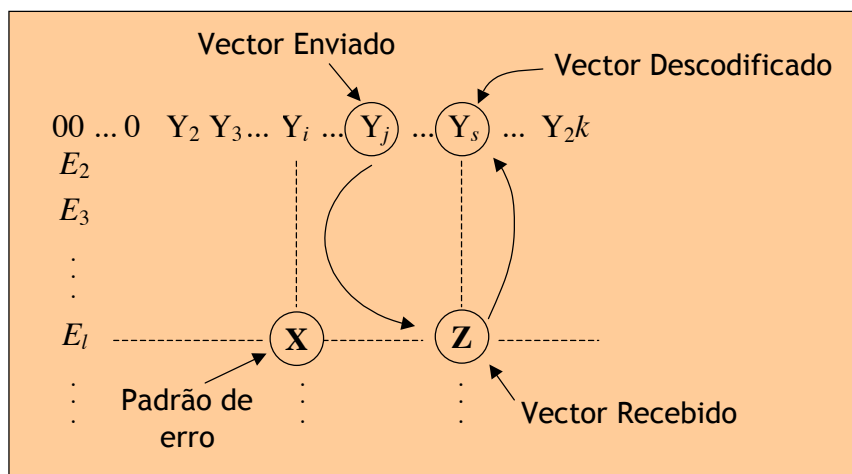 Vector Enviado
Vector Descodificado
00 ... 0 Y₂ Y₃... Yᵢ ... Yⱼ ... Yₛ ... Y₂k
E₂
E₃
.
.
.
Eₗ X Z
. . .
. . .
. . .
Padrão de
erro
Vector Recebido